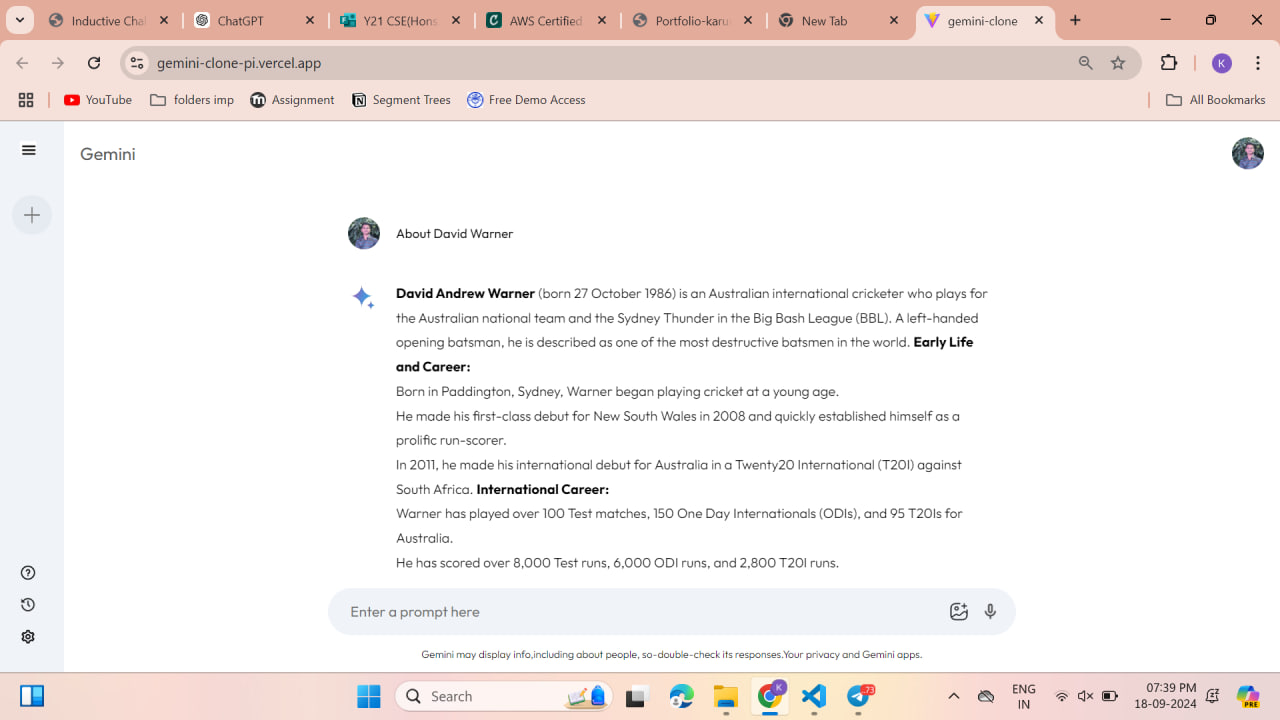 Inductive Chal
ChatGPT
Y21 CSE(Hons
AWS Certified
Portfolio-karu
New Tab
gemini-clone
gemini-clone-pi.vercel.app
K
YouTube
folders imp
Assignment
Segment Trees
Free Demo Access
All Bookmarks
Gemini
About David Warner
David Andrew Warner (born 27 October 1986) is an Australian international cricketer who plays for
the Australian national team and the Sydney Thunder in the Big Bash League (BBL). A left-handed
opening batsman, he is described as one of the most destructive batsmen in the world. Early Life
and Career:
Born in Paddington, Sydney, Warner began playing cricket at a young age.
He made his first-class debut for New South Wales in 2008 and quickly established himself as a
prolific run-scorer.
In 2011, he made his international debut for Australia in a Twenty20 International (T20I) against
South Africa. International Career:
Warner has played over 100 Test matches, 150 One Day Internationals (ODIs), and 95 T20Is for
Australia.
He has scored over 8,000 Test runs, 6,000 ODI runs, and 2,800 T20I runs.
Enter a prompt here
Gemini may display info,including about people, so-double-check its responses.Your privacy and Gemini apps.
Search
K
73
ENG
IN
07:39 PM
18-09-2024
PRE